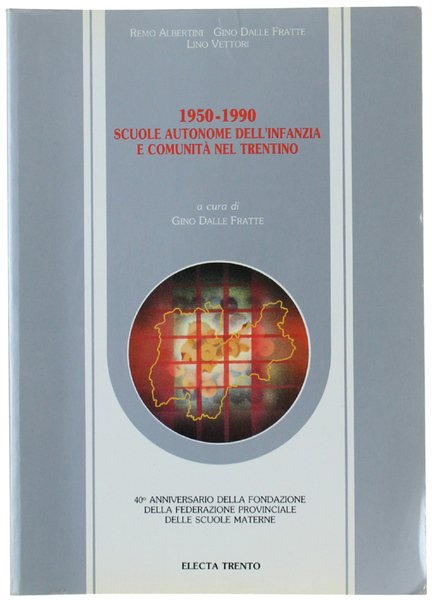 REMO ALBERTINI GINO DALLE FRATTE
LINO VETTORI
1950-1990
SCUOLE AUTONOME DELL'INFANZIA
E COMUNITÀ NEL TRENTINO
a cura di
GINO DALLE FRATTE
40º ANNIVERSARIO DELLA FONDAZIONE
DELLA FEDERAZIONE PROVINCIALE
DELLE SCUOLE MATERNE
ELECTA TRENTO